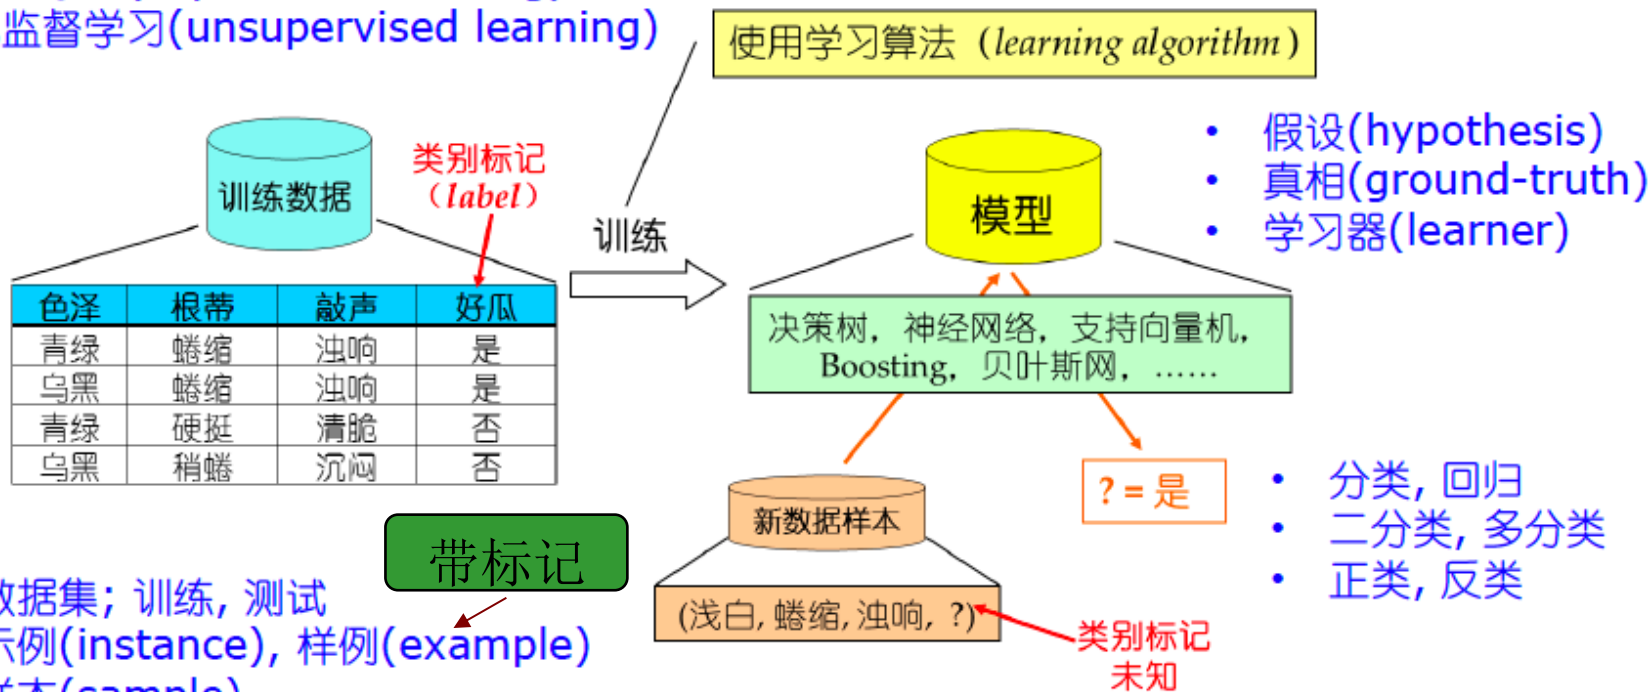 监督学习(unsupervised learning)
使用学习算法（learning algorithm）
训练数据
类别标记
（label）
训练
模型
假设(hypothesis)
真相(ground-truth)
学习器(learner)
色泽 根蒂 敲声 好瓜
青绿 蜷缩 浊响 是
乌黑 蜷缩 浊响 是
青绿 硬挺 清脆 否
乌黑 稍蜷 沉闷 否
决策树，神经网络，支持向量机，
Boosting，贝叶斯网，……
? = 是
分类, 回归
二分类, 多分类
正类, 反类
新数据样本
(浅白, 蜷缩, 浊响, ?)
类别标记
未知
带标记
数据集; 训练, 测试
示例(instance), 样例(example)